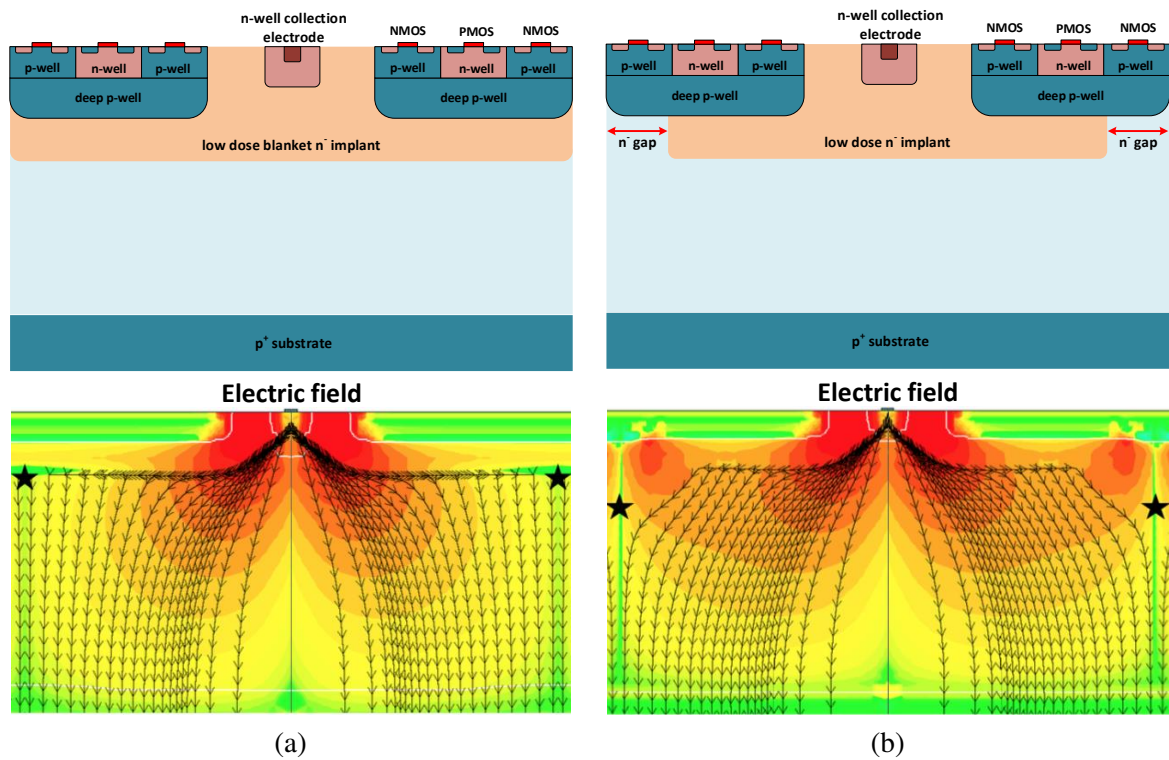 n-well collection
electrode
NMOS PMOS NMOS
p-well n-well p-well
p-well n-well p-well
deep p-well
deep p-well
low dose blanket n⁻ implant
p⁺ substrate
Electric field
(a)
n-well collection
electrode
NMOS PMOS NMOS
p-well n-well p-well
p-well n-well p-well
deep p-well
deep p-well
n⁻ gap
low dose n⁻ implant
n⁻ gap
p⁺ substrate
Electric field
(b)